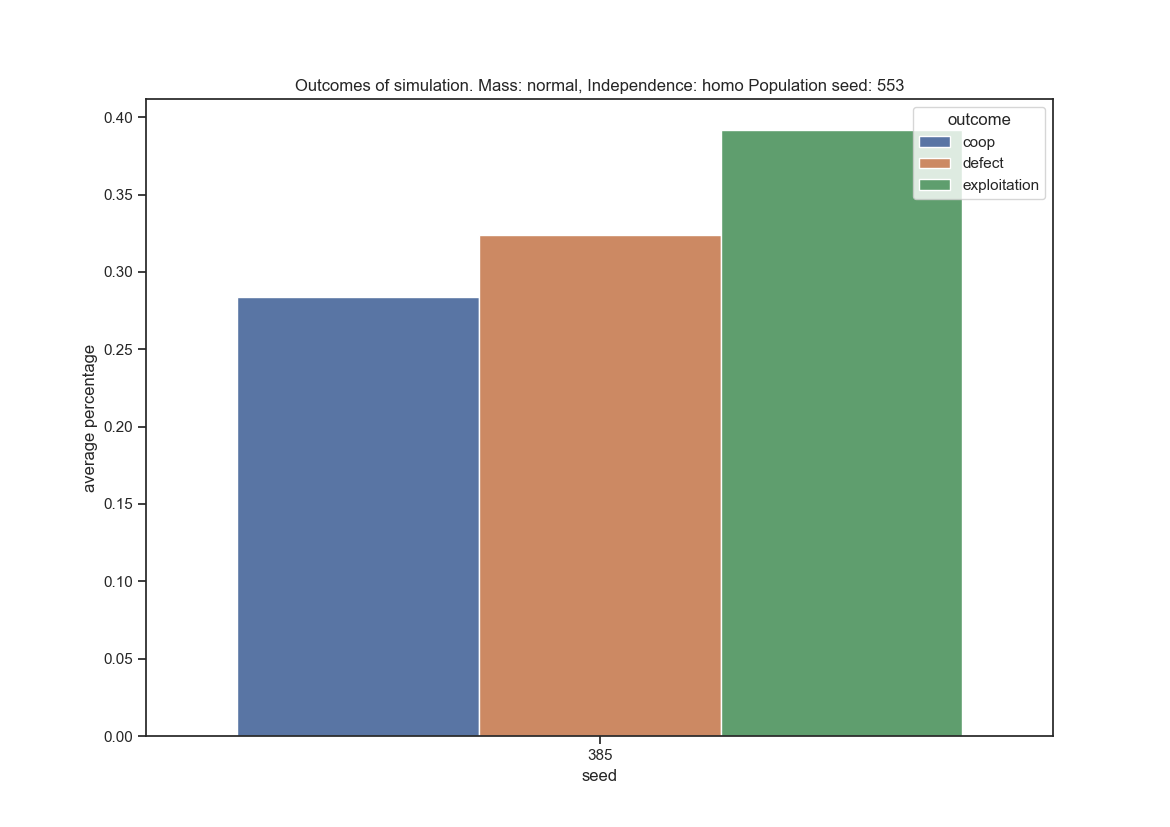 Outcomes of simulation. Mass: normal, Independence: homo Population seed: 553
outcome
coop
defect
exploitation
0.40
0.35
0.30
0.25
0.20
0.15
0.10
0.05
0.00
average percentage
385
seed